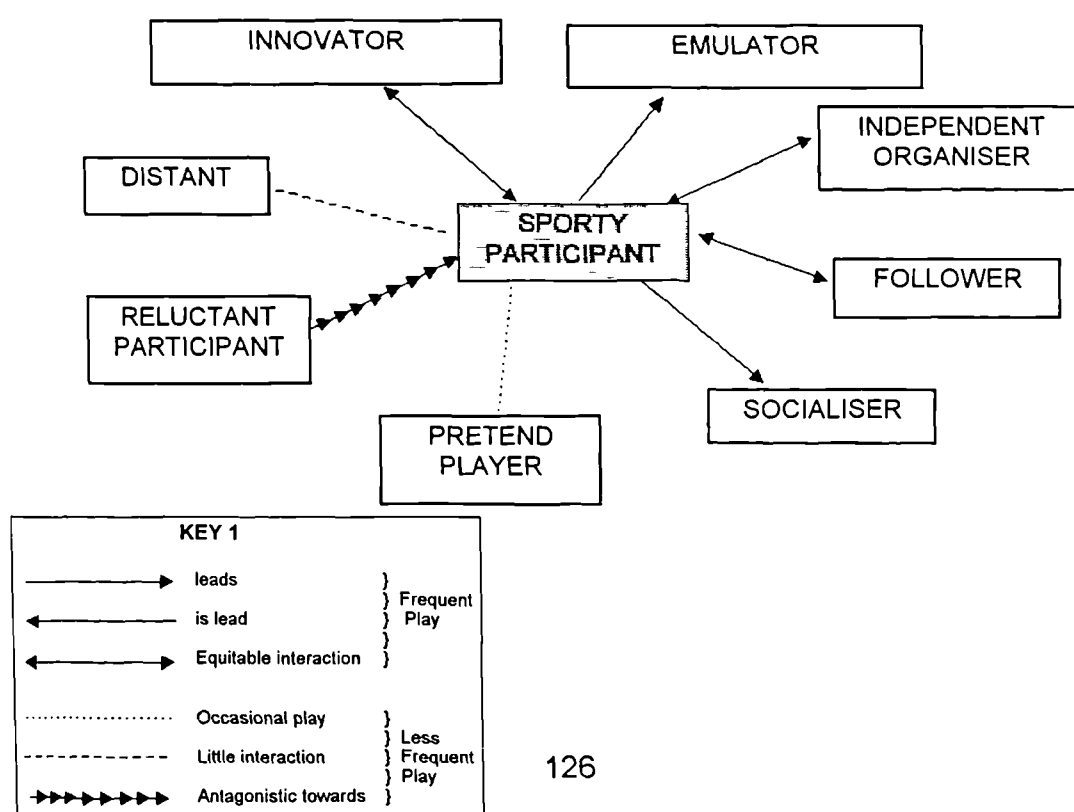 INNOVATOR
EMULATOR
INDEPENDENT
ORGANISER
DISTANT
SPORTY
PARTICIPANT
FOLLOWER
RELUCTANT
PARTICIPANT
SOCIALISER
PRETEND
PLAYER
KEY 1
leads
is lead
Equitable interaction
} Frequent
} Play
Occasional play
Little interaction
Antagonistic towards
} Less
} Frequent
} Play
126